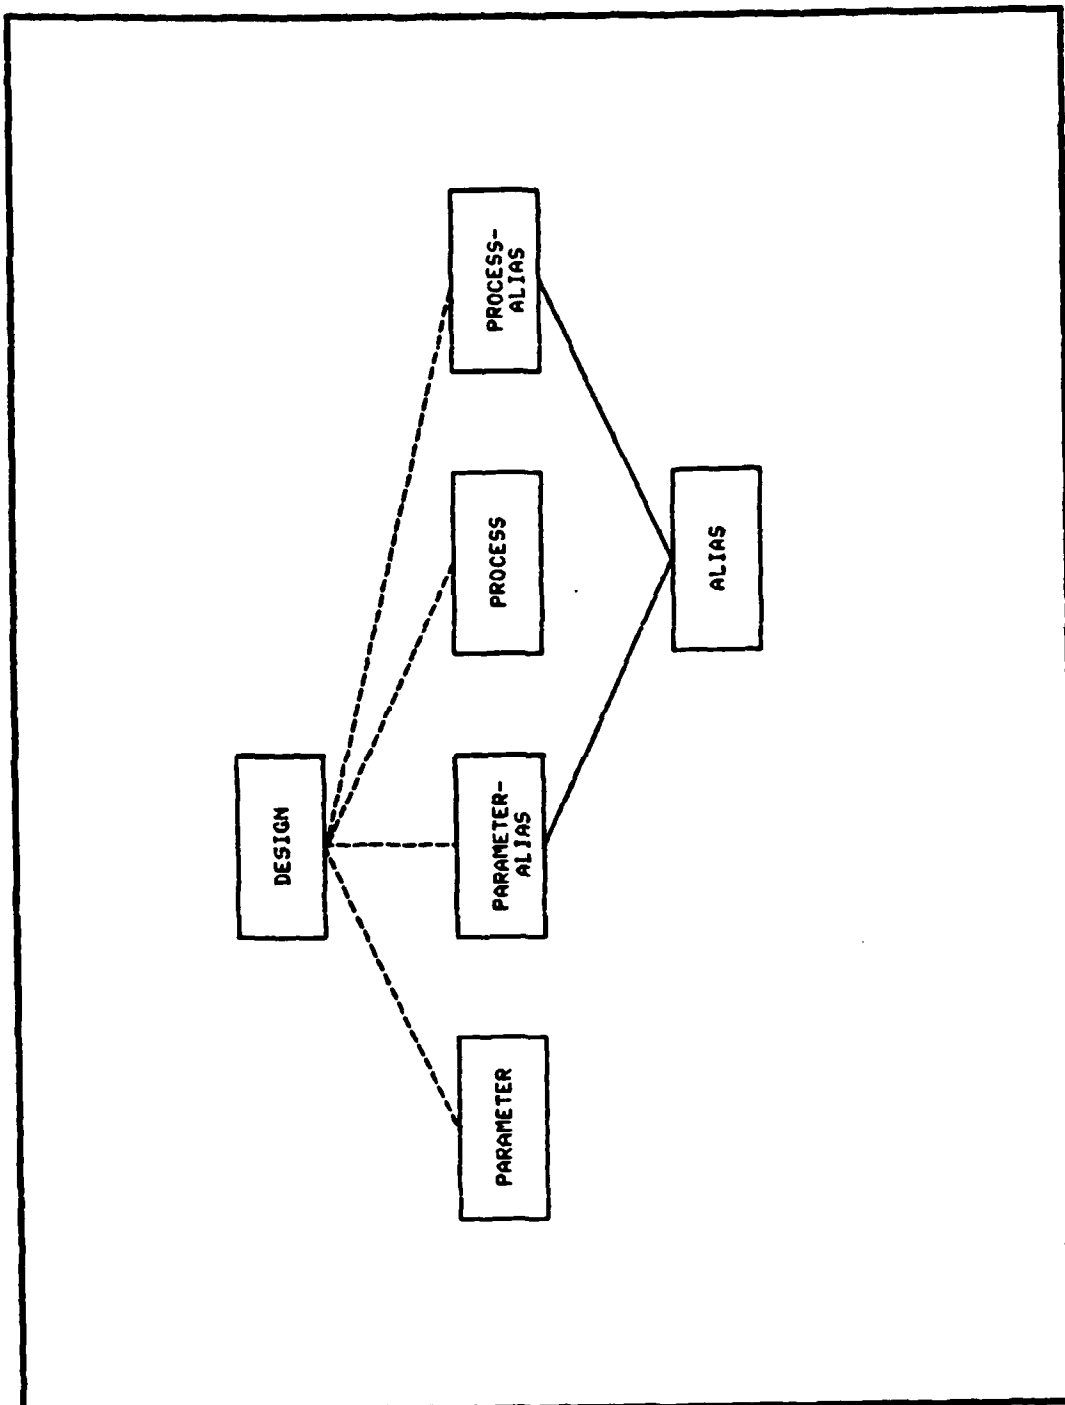 DESIGN
PARAMETER
PARAMETER-
ALIAS
PROCESS
PROCESS-
ALIAS
ALIAS